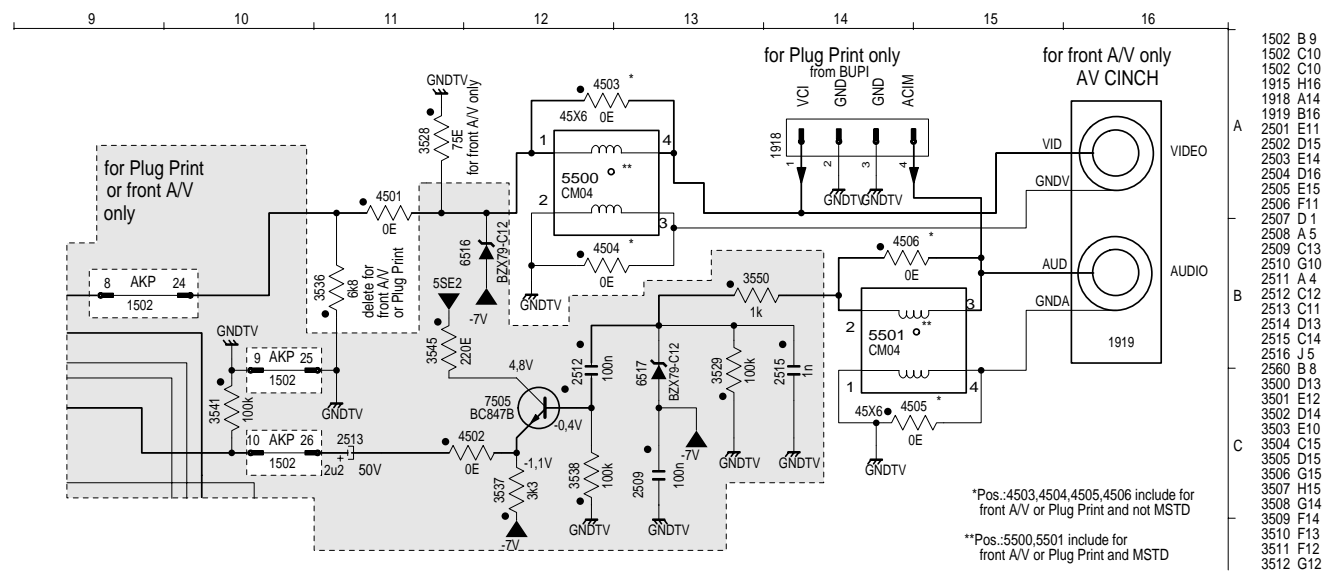 9 10 11 12 13 14 15 16
A
B
C
for Plug Print
or front A/V
only
8 AKP 24
1502
GNDTV
9 AKP 25
1502
3541
100k
10 AKP 26
1502
2513
2u2
+
50V
3536
6k8
delete for
front A/V
or Plug Print
GNDTV
4501
0E
GNDTV
3528
75E
for front A/V only
6516
BZX79-C12
-7V
5SE2
3545
220E
4,8V
7505
BC847B
-0,4V
-1,1V
4502
0E
3537
3k3
-7V
4503
*
45X6
0E
1
4
5500
**
CM04
2
3
4504
*
0E
GNDTV
2512
100n
3538
100k
GNDTV
6517
BZX79-C12
-7V
2509
100n
GNDTV
3550
1k
3529
100k
GNDTV
2515
1n
GNDTV
for Plug Print only
from BUPI
VCI
GND
GND
ACIM
1918
1
2
3
4
GNDTV
GNDTV
4506
*
0E
2
3
5501
**
CM04
1
4
45X6
4505
*
0E
GNDTV
for front A/V only
AV CINCH
VID
VIDEO
GNDV
AUD
AUDIO
GNDA
1919
*Pos.:4503,4504,4505,4506 include for
front A/V or Plug Print and not MSTD
**Pos.:5500,5501 include for
front A/V or Plug Print and MSTD
1502 B 9
1502 C10
1502 C10
1915 H16
1918 A14
1919 B16
2501 E11
2502 D15
2503 E14
2504 D16
2505 E15
2506 F11
2507 D 1
2508 A 5
2509 C13
2510 G10
2511 A 4
2512 C12
2513 C11
2514 D13
2515 C14
2516 J 5
2560 B 8
3500 D13
3501 E12
3502 D14
3503 E10
3504 C15
3505 D15
3506 G15
3507 H15
3508 G14
3509 F14
3510 F13
3511 F12
3512 G12